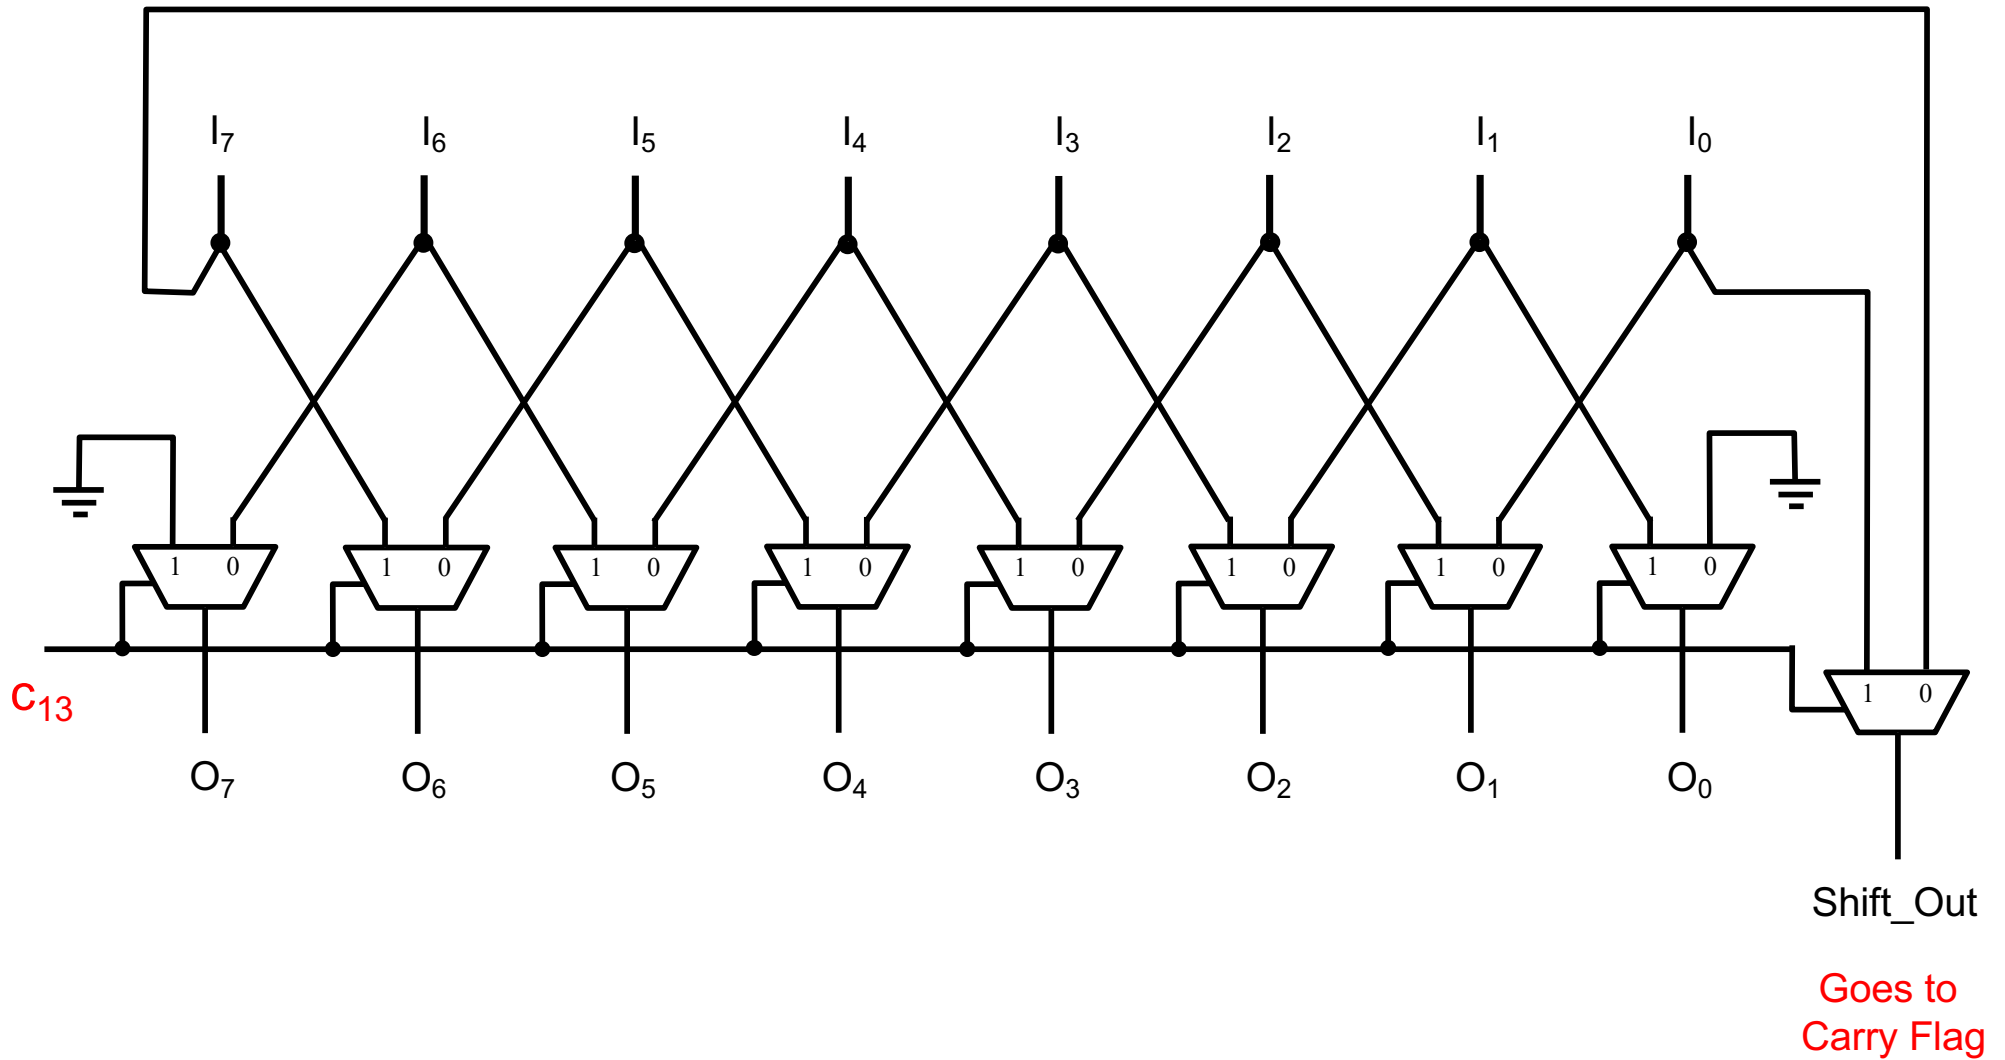 I₇ I₆ I₅ I₄ I₃ I₂ I₁ I₀
1 0 1 0 1 0 1 0 1 0 1 0 1 0 1 0
c₁₃
1 0
O₇ O₆ O₅ O₄ O₃ O₂ O₁ O₀
Shift_Out
Goes to
Carry Flag